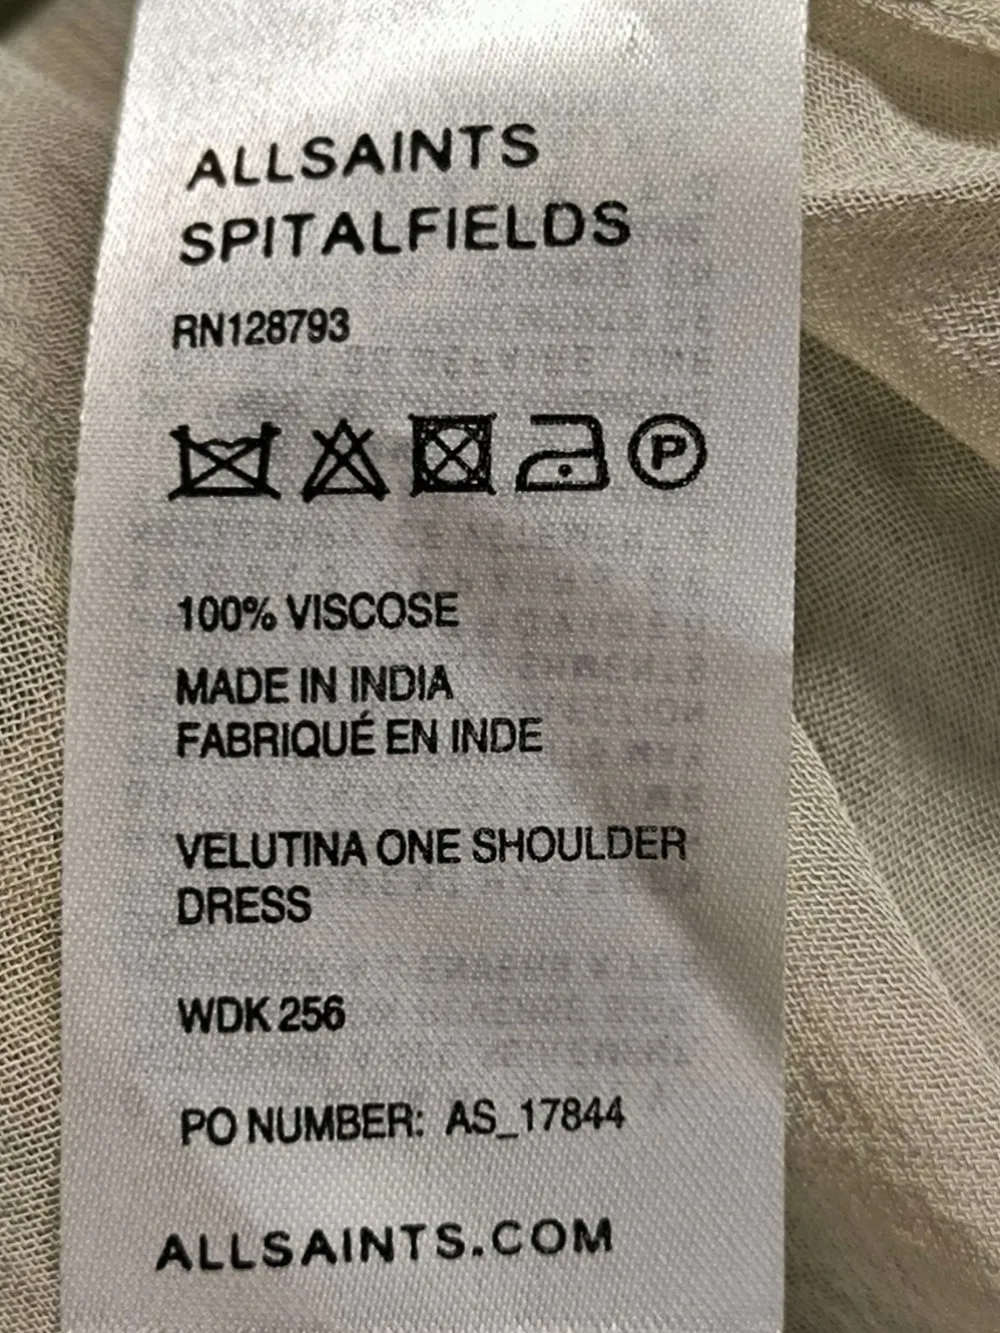 ALLSAINTS
SPITALFIELDS
RN128793
P
100% VISCOSE
MADE IN INDIA
FABRIQUÉ EN INDE
VELUTINA ONE SHOULDER
DRESS
WDK 256
PO NUMBER: AS_17844
ALLSAINTS.COM